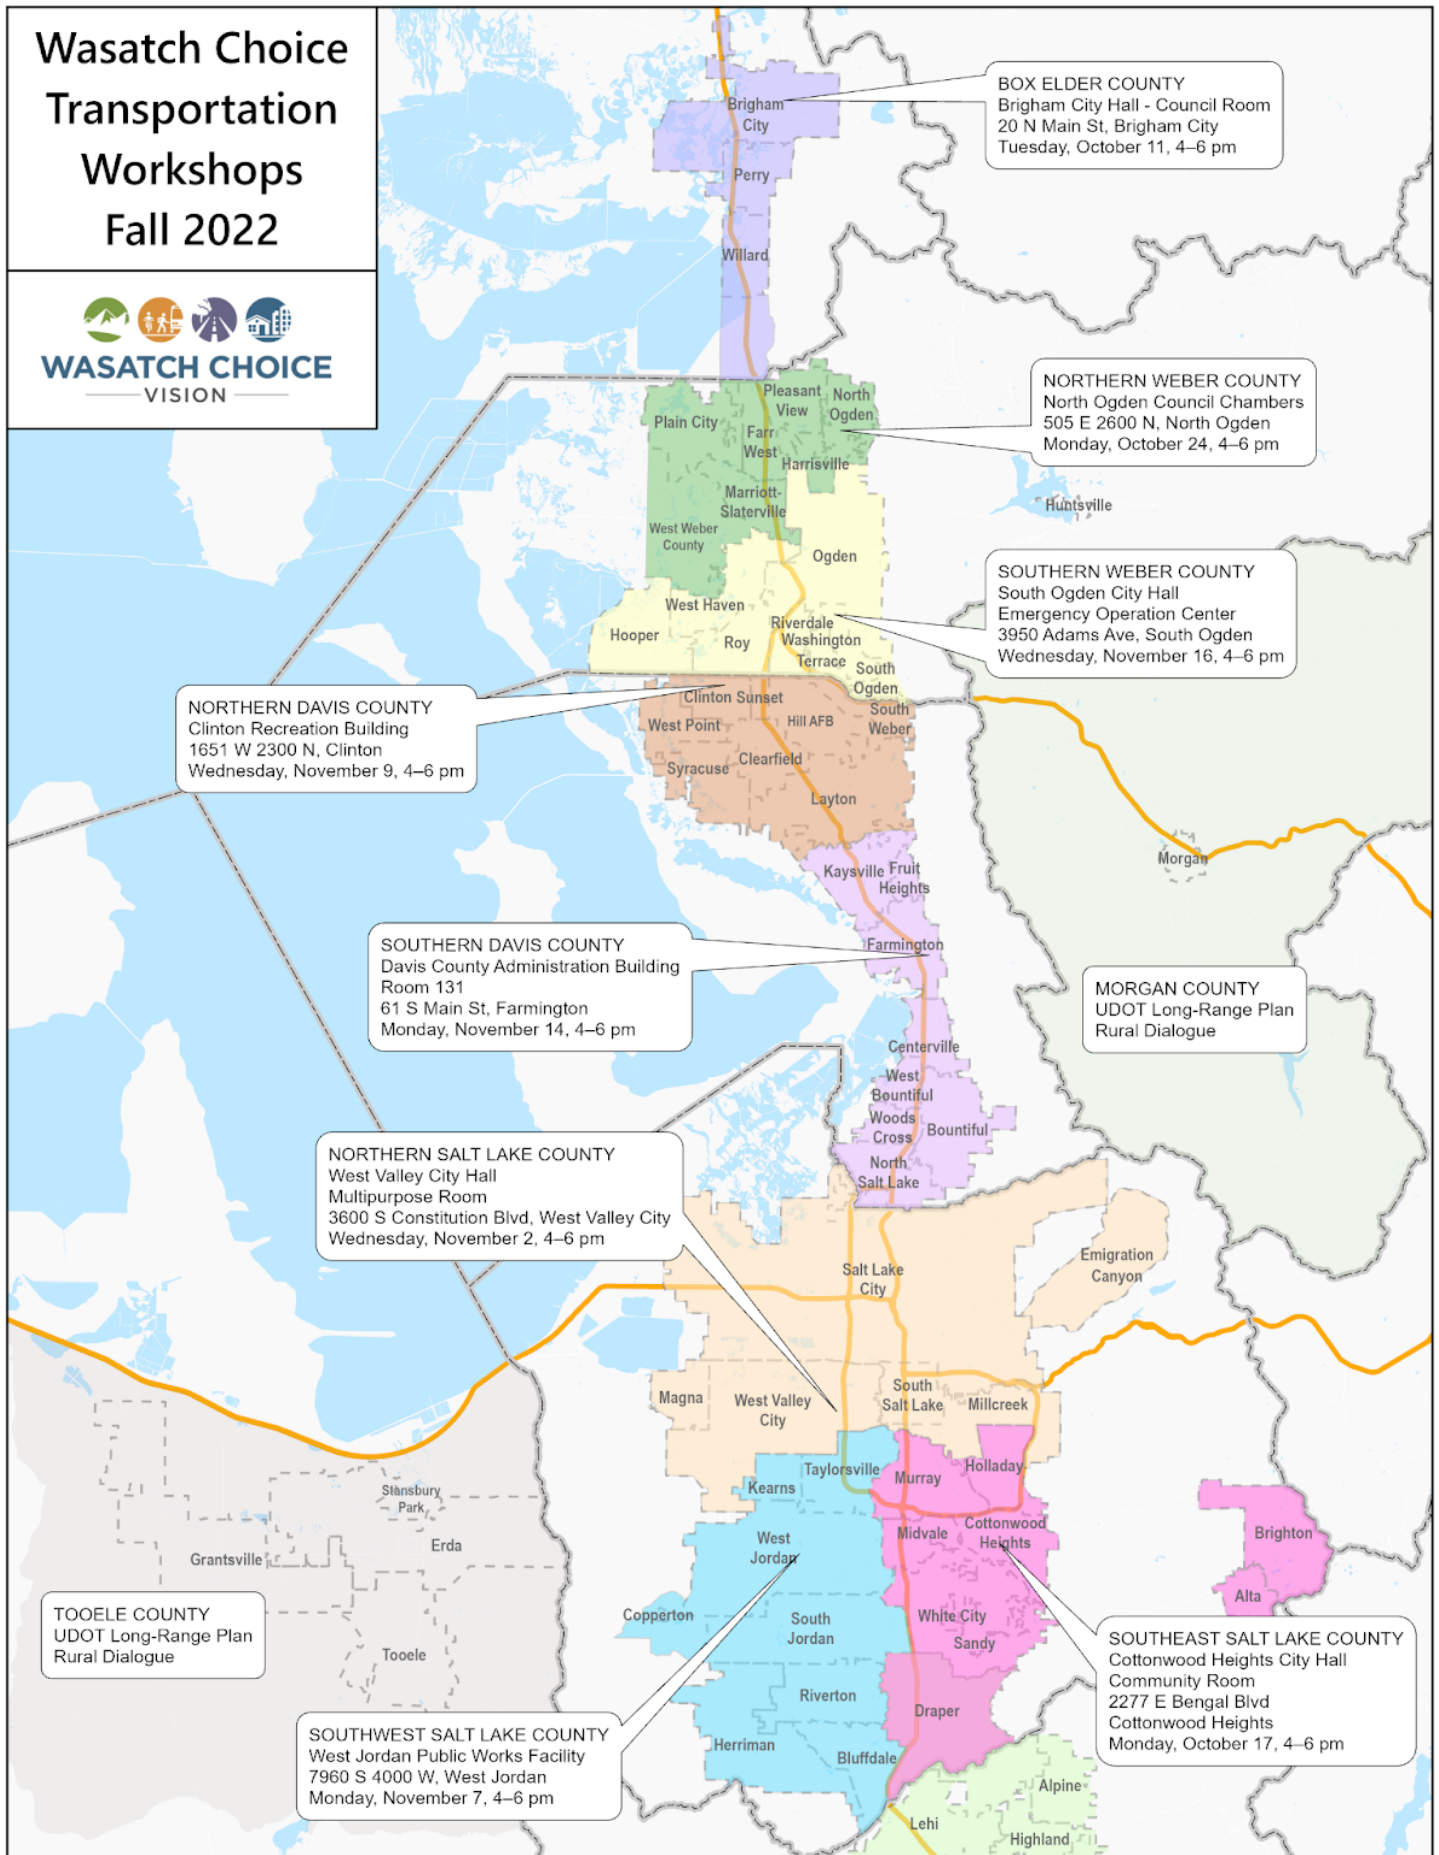 Wasatch Choice
Transportation
Workshops
Fall 2022
WASATCH CHOICE
VISION
BOX ELDER COUNTY
Brigham City Hall - Council Room
20 N Main St, Brigham City
Tuesday, October 11, 4–6 pm
Brigham
City
Perry
Willard
NORTHERN WEBER COUNTY
North Ogden Council Chambers
505 E 2600 N, North Ogden
Monday, October 24, 4–6 pm
Pleasant
View
North
Ogden
Plain City
Farr
West
Harrisville
Marriott-
Slaterville
West Weber
County
Huntsville
Ogden
SOUTHERN WEBER COUNTY
South Ogden City Hall
Emergency Operation Center
3950 Adams Ave, South Ogden
Wednesday, November 16, 4–6 pm
West Haven
Hooper
Roy
Riverdale
Washington
Terrace
South
Ogden
NORTHERN DAVIS COUNTY
Clinton Recreation Building
1651 W 2300 N, Clinton
Wednesday, November 9, 4–6 pm
Clinton
Sunset
West Point
Hill AFB
South
Weber
Syracuse
Clearfield
Layton
Morgan
Kaysville
Fruit
Heights
Farmington
SOUTHERN DAVIS COUNTY
Davis County Administration Building
Room 131
61 S Main St, Farmington
Monday, November 14, 4–6 pm
MORGAN COUNTY
UDOT Long-Range Plan
Rural Dialogue
Centerville
West
Bountiful
Woods
Cross
Bountiful
North
Salt Lake
NORTHERN SALT LAKE COUNTY
West Valley City Hall
Multipurpose Room
3600 S Constitution Blvd, West Valley City
Wednesday, November 2, 4–6 pm
Salt Lake
City
Emigration
Canyon
Magna
West Valley
City
South
Salt Lake
Millcreek
Taylorsville
Kearns
Murray
Holladay
Stansbury
Park
Erda
Grantsville
West
Jordan
Midvale
Cottonwood
Heights
Brighton
Alta
TOOELE COUNTY
UDOT Long-Range Plan
Rural Dialogue
Tooele
Copperton
South
Jordan
White City
Sandy
SOUTHEAST SALT LAKE COUNTY
Cottonwood Heights City Hall
Community Room
2277 E Bengal Blvd
Cottonwood Heights
Monday, October 17, 4–6 pm
Riverton
Draper
Herriman
Bluffdale
SOUTHWEST SALT LAKE COUNTY
West Jordan Public Works Facility
7960 S 4000 W, West Jordan
Monday, November 7, 4–6 pm
Alpine
Lehi
Highland